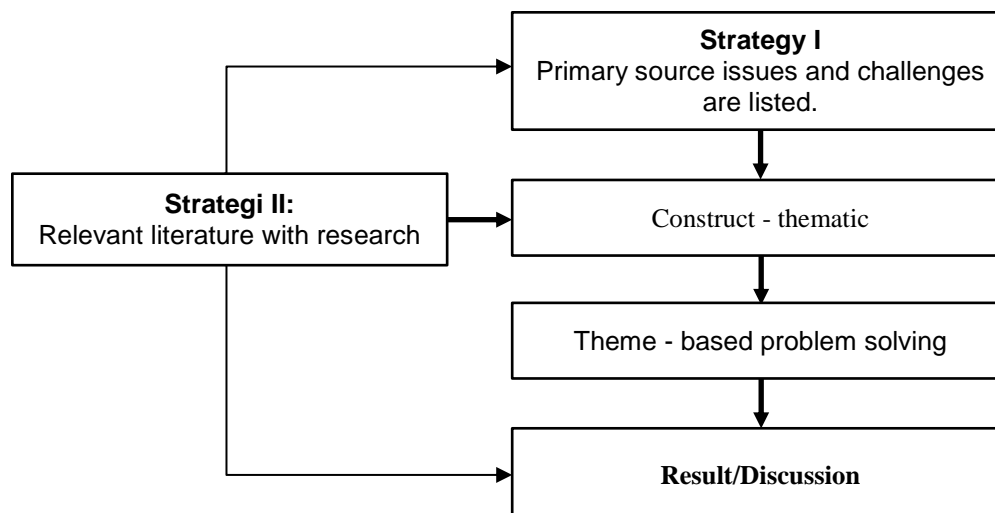 Strategy I
Primary source issues and challenges
are listed.
Strategi II:
Relevant literature with research
Construct - thematic
Theme - based problem solving
Result/Discussion